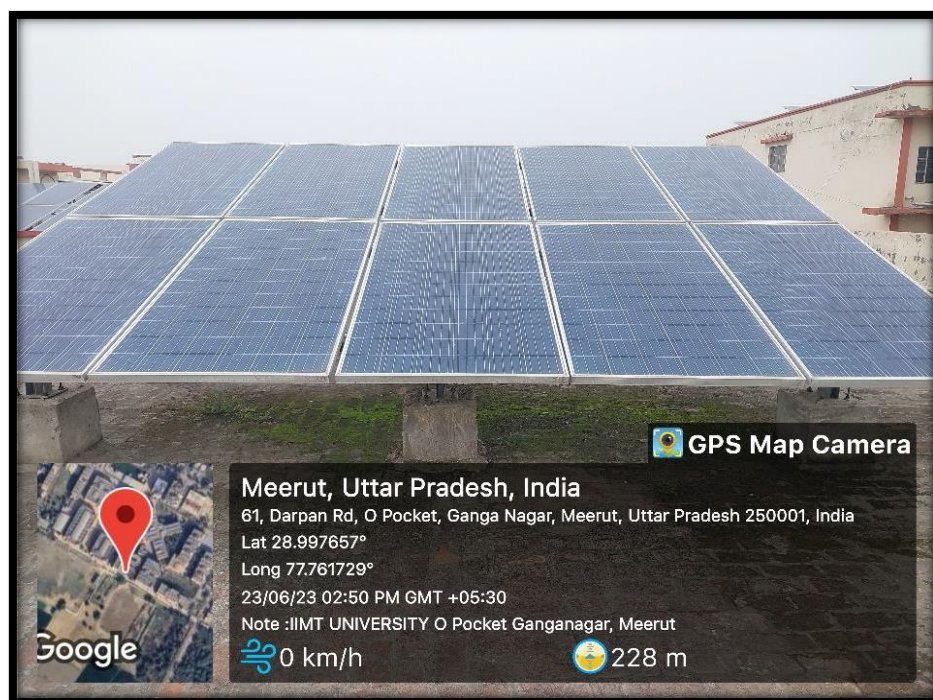 GPS Map Camera
Meerut, Uttar Pradesh, India
61, Darpan Rd, O Pocket, Ganga Nagar, Meerut, Uttar Pradesh 250001, India
Lat 28.997657°
Long 77.761729°
23/06/23 02:50 PM GMT +05:30
Note :IIMT UNIVERSITY O Pocket Ganganagar, Meerut
0 km/h 228 m
Google